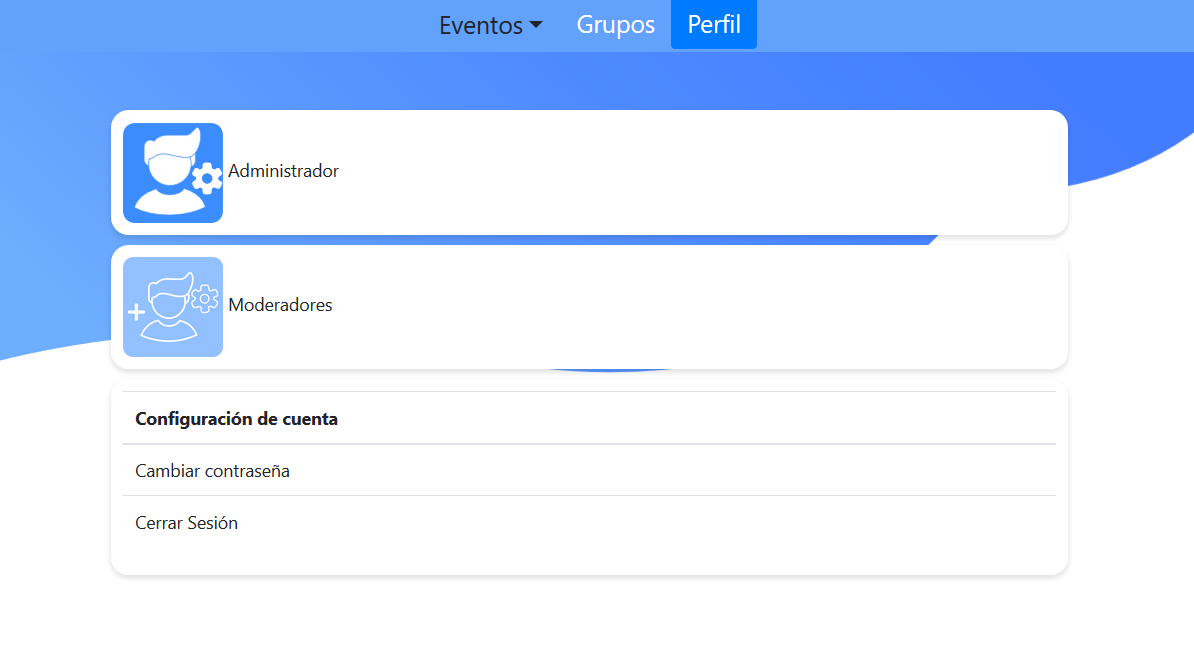 Eventos Grupos Perfil
Administrador
Moderadores
Configuración de cuenta
Cambiar contraseña
Cerrar Sesión